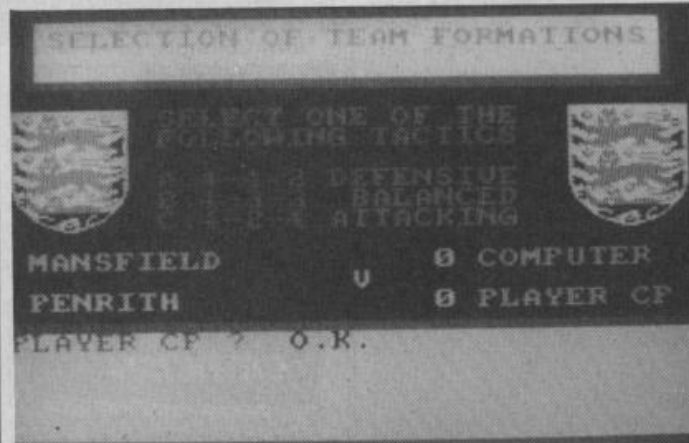 SELECTION OF TEAM FORMATIONS
SELECT ONE OF THE
FOLLOWING TACTICS
DEFENSIVE
BALANCED
ATTACKING
MANSFIELD 0 COMPUTER
V
PENRITH 0 PLAYER CP
PLAYER CP ? O.K.